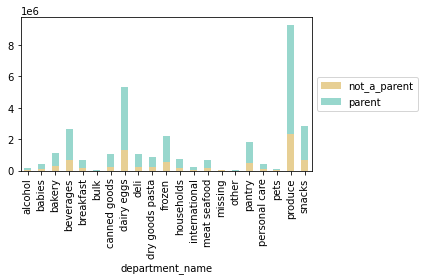 1e6
8
6
4
2
0
not_a_parent
parent
alcohol
babies
bakery
beverages
breakfast
bulk
canned goods
dairy eggs
deli
dry goods pasta
frozen
households
international
meat seafood
missing
other
pantry
personal care
pets
produce
snacks
department_name